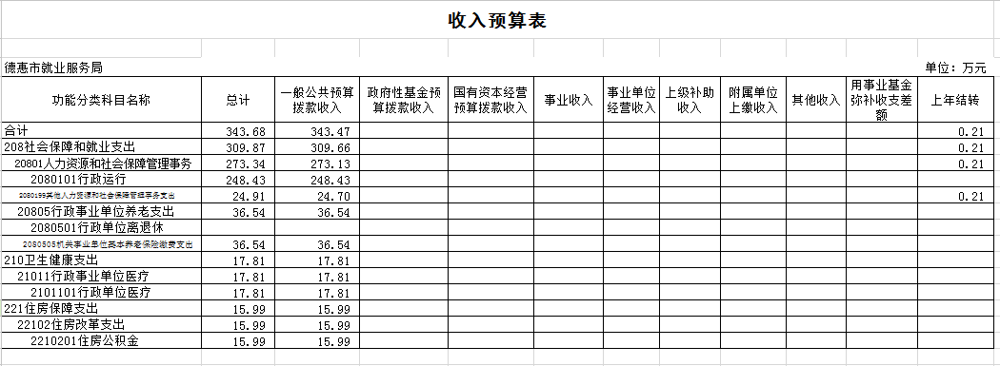 收入预算表
德惠市就业服务局 单位：万元
功能分类科目名称 总计 一般公共预算拨款收入 政府性基金预算拨款收入 国有资本经营预算拨款收入 事业收入 事业单位经营收入 上级补助收入 附属单位上缴收入 其他收入 用事业基金弥补收支差额 上年结转
合计 343.68 343.47 0.21
208社会保障和就业支出 309.87 309.66 0.21
20801人力资源和社会保障管理事务 273.34 273.13 0.21
2080101行政运行 248.43 248.43
2080199其他人力资源和社会保障管理事务支出 24.91 24.70 0.21
20805行政事业单位养老支出 36.54 36.54
2080501行政单位离退休
2080505机关事业单位基本养老保险缴费支出 36.54 36.54
210卫生健康支出 17.81 17.81
21011行政事业单位医疗 17.81 17.81
2101101行政单位医疗 17.81 17.81
221住房保障支出 15.99 15.99
22102住房改革支出 15.99 15.99
2210201住房公积金 15.99 15.99